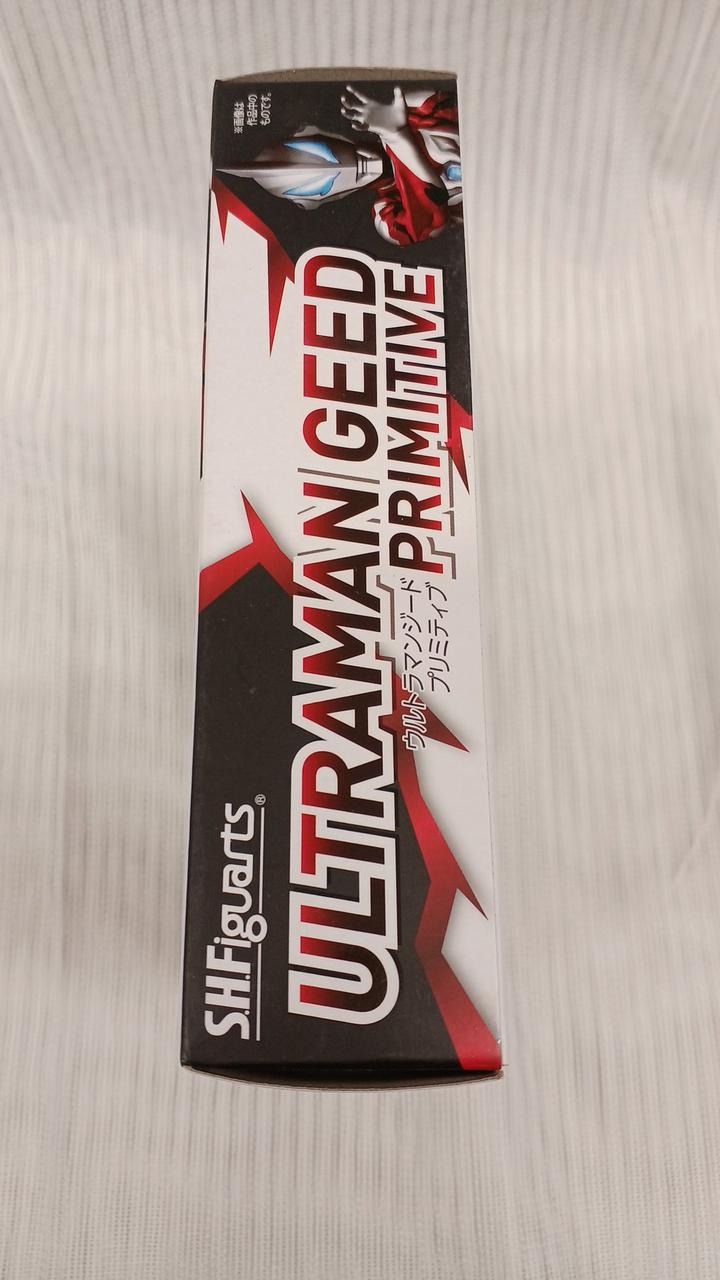 S.H.Figuarts®
ULTRAMAN GEED
PRIMITIVE
ウルトラマンジード
プリミティブ
※画像は
作品中の
ものです。